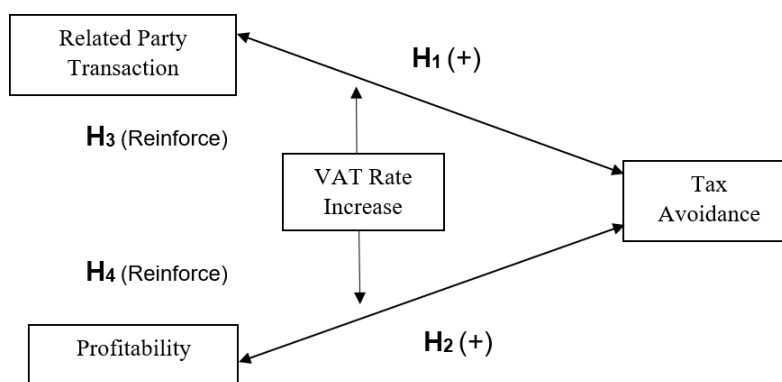 Related Party
Transaction
H1 (+)
H3 (Reinforce)
VAT Rate
Increase
Tax
Avoidance
H4 (Reinforce)
Profitability
H2 (+)